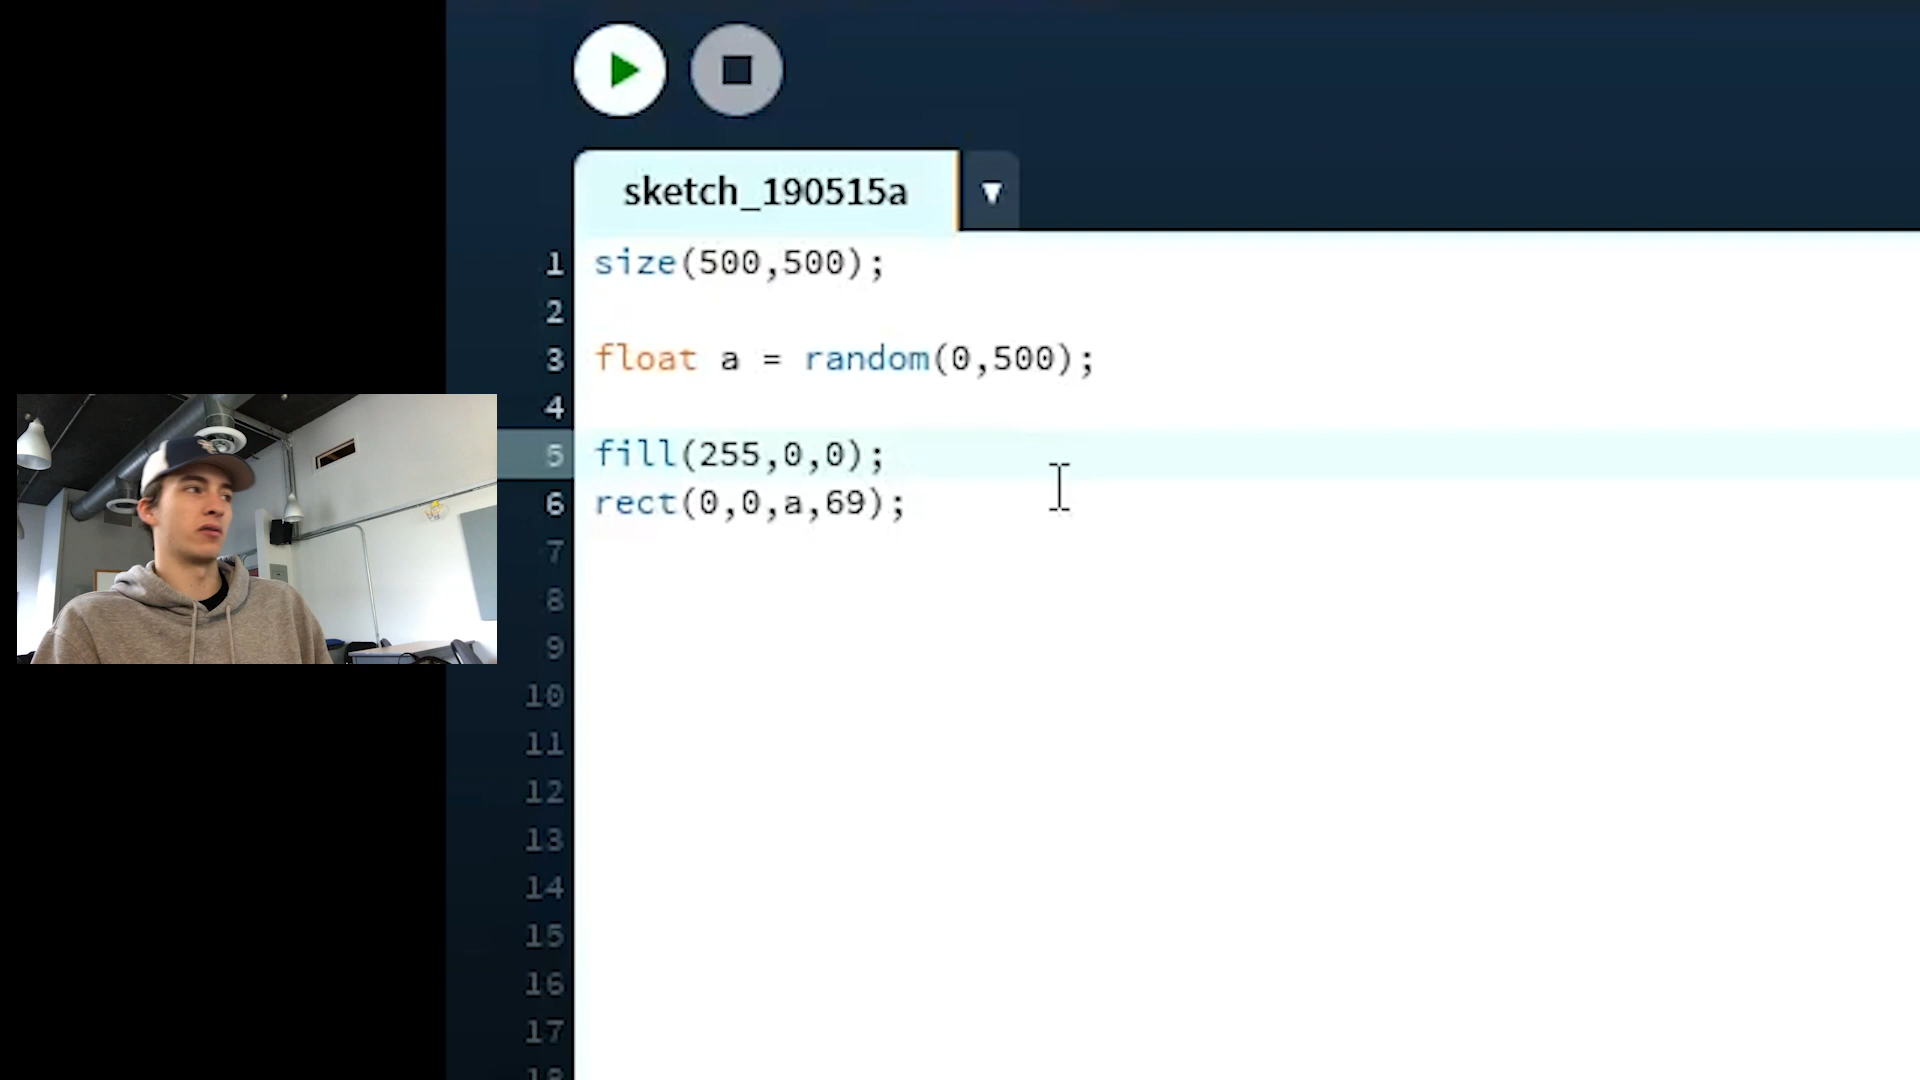 sketch_190515a
1 size(500,500);
2
3 float a = random(0,500);
4
5 fill(255,0,0);
6 rect(0,0,a,69);
7
8
9
10
11
12
13
14
15
16
17
18